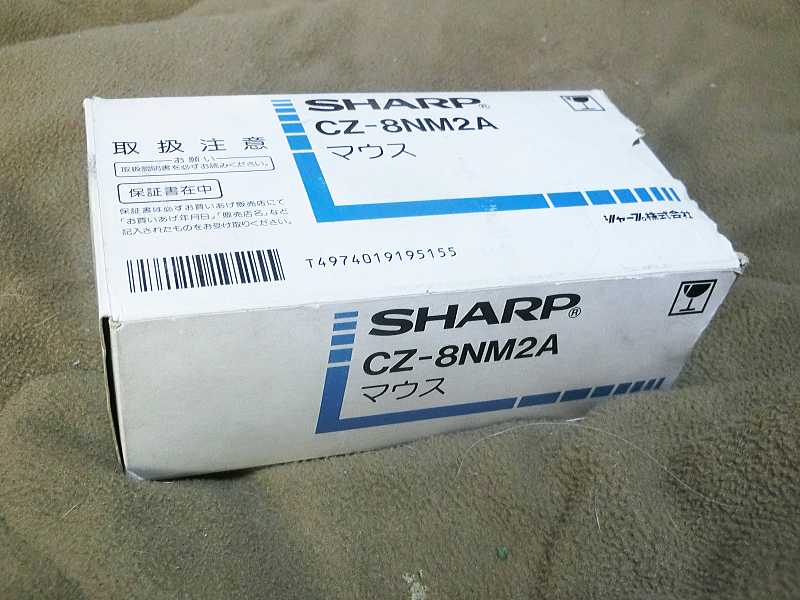 取扱注意
お願い
取扱説明書を必ずお読みください。
保証書在中
保証書は必ずお買いあげ販売店にて
「お買いあげ年月日」「販売店名」など
記入されたものをお受け取りください。
T4974019195155
SHARP®
CZ-8NM2A
マウス
シャープ株式会社
SHARP®
CZ-8NM2A
マウス